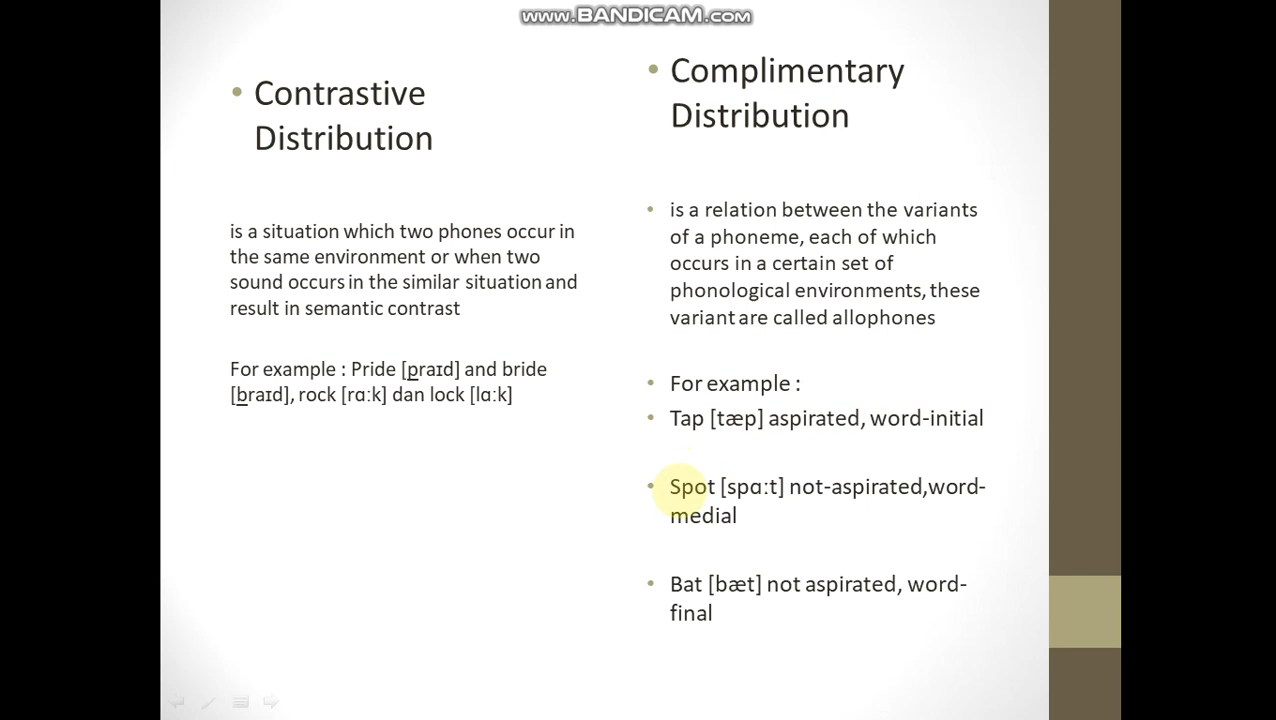 www.BANDICAM.com
• Contrastive
Distribution
is a situation which two phones occur in
the same environment or when two
sound occurs in the similar situation and
result in semantic contrast
For example : Pride [praɪd] and bride
[braɪd], rock [rɑːk] dan lock [lɑːk]
• Complimentary
Distribution
• is a relation between the variants
of a phoneme, each of which
occurs in a certain set of
phonological environments, these
variant are called allophones
• For example :
• Tap [tæp] aspirated, word-initial
• Spot [spɑːt] not-aspirated,word-
medial
• Bat [bæt] not aspirated, word-
final